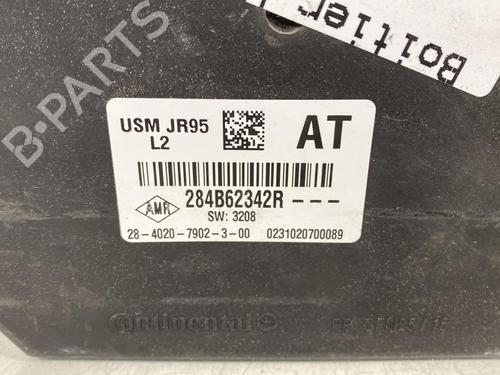 B-PARTS
Boitier
USM JR95
L2
AT
284B62342R---
AMR
SW: 3208
28-4020-7902-3-00 0231020700089
Continental